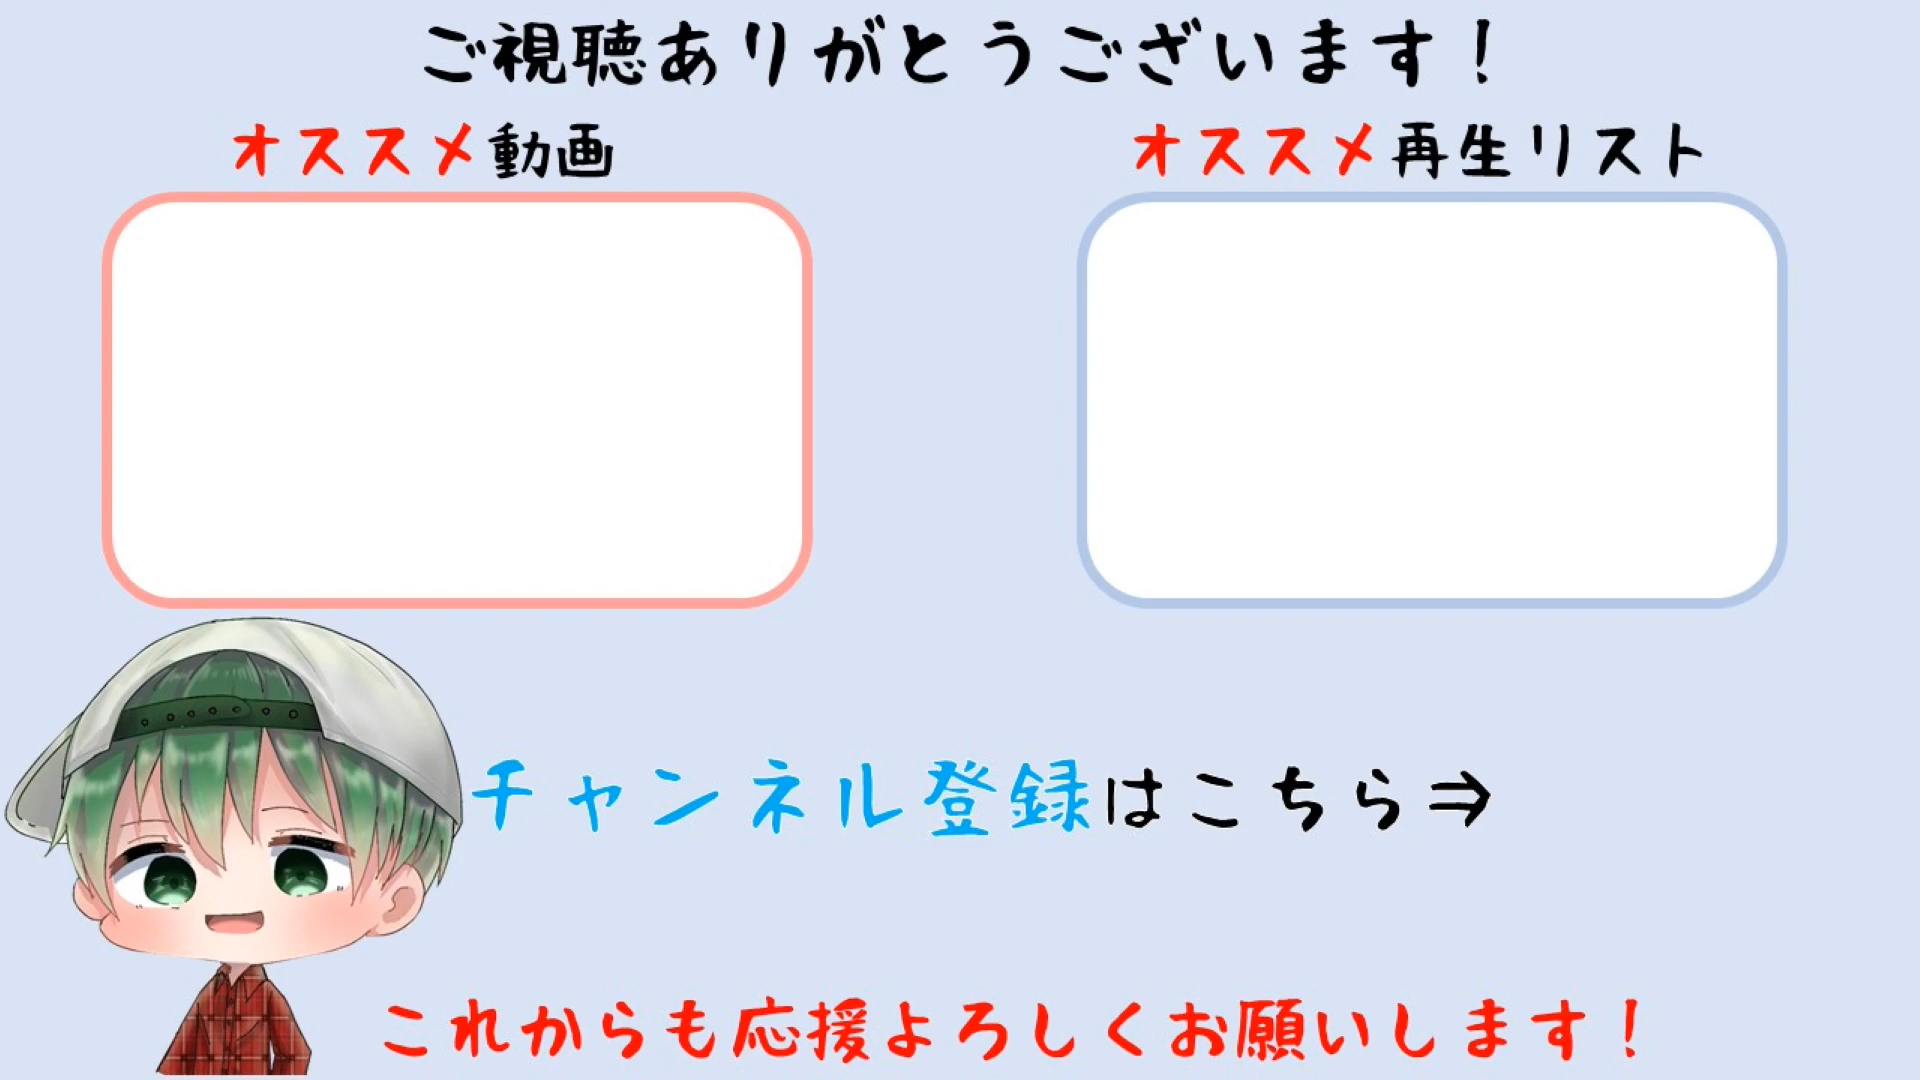 ご視聴ありがとうございます！
オススメ動画
オススメ再生リスト
チャンネル登録はこちら⇒
これからも応援よろしくお願いします！